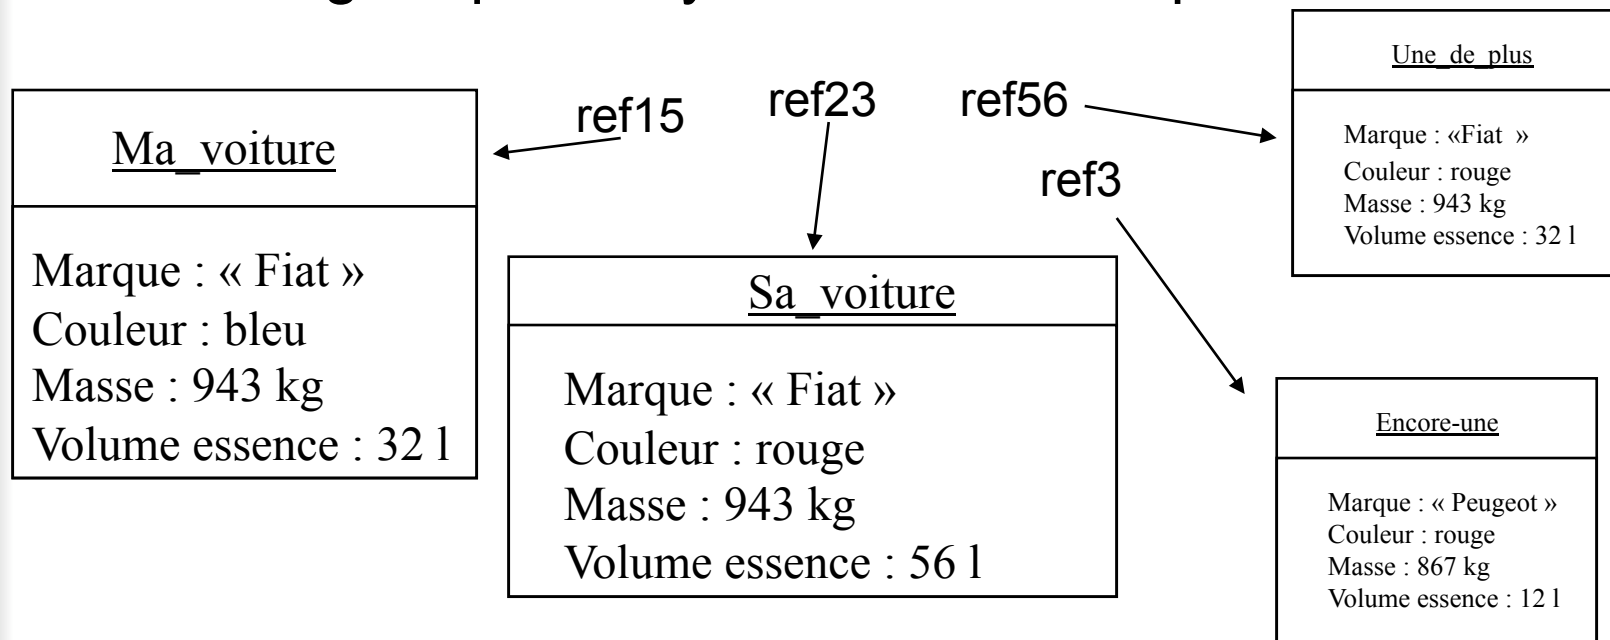 Ma_voiture
Marque : « Fiat »
Couleur : bleu
Masse : 943 kg
Volume essence : 32 l
ref15
ref23
ref56
ref3
Sa_voiture
Marque : « Fiat »
Couleur : rouge
Masse : 943 kg
Volume essence : 56 l
Une_de_plus
Marque : «Fiat »
Couleur : rouge
Masse : 943 kg
Volume essence : 32 l
Encore-une
Marque : « Peugeot »
Couleur : rouge
Masse : 867 kg
Volume essence : 12 l